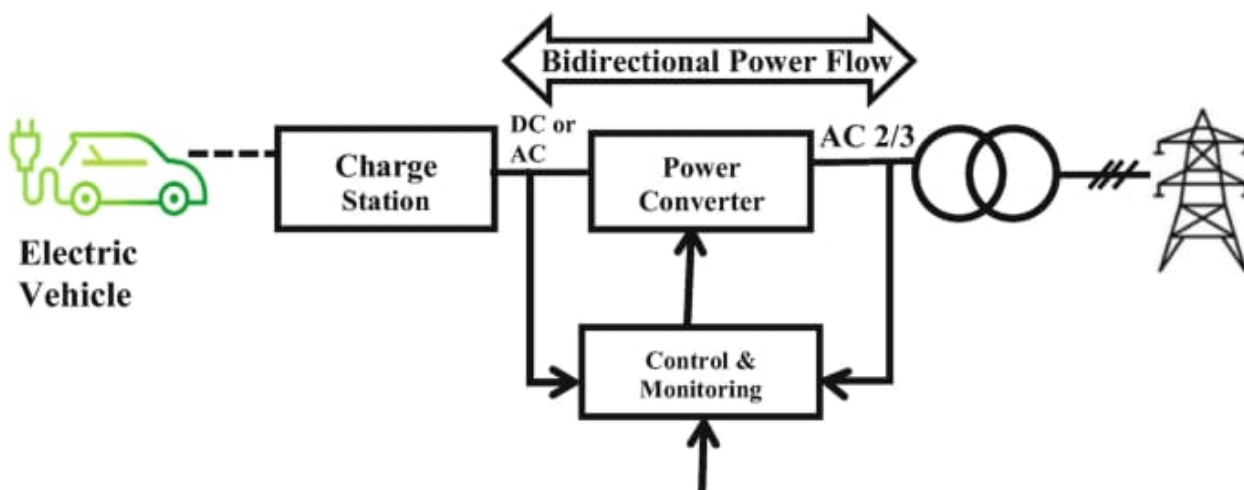 Bidirectional Power Flow
DC or
AC
AC 2/3
Charge
Station
Power
Converter
Electric
Vehicle
Control &
Monitoring